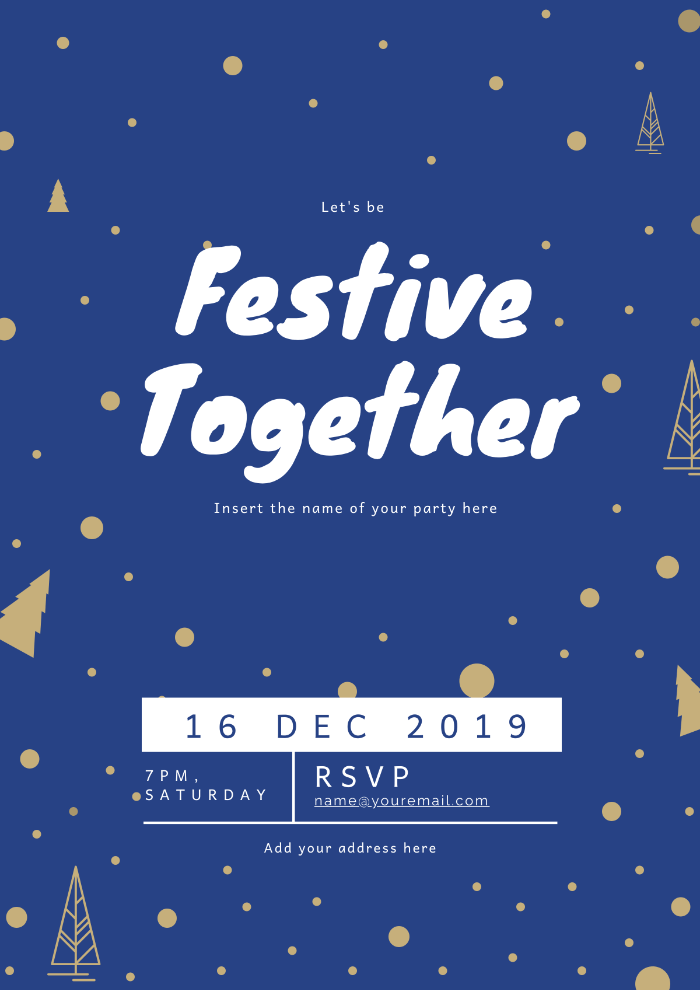 Let's be
Festive
Together
Insert the name of your party here
16 DEC 2019
7PM,
SATURDAY
RSVP
name@youremail.com
Add your address here